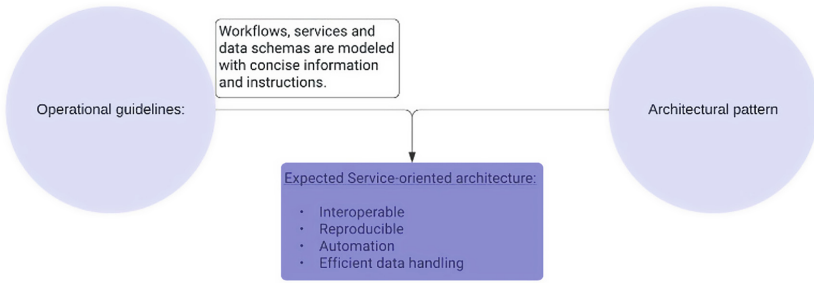 Workflows, services and
data schemas are modeled
with concise information
and instructions.
Operational guidelines:
Architectural pattern
Expected Service-oriented architecture:
• Interoperable
• Reproducible
• Automation
• Efficient data handling